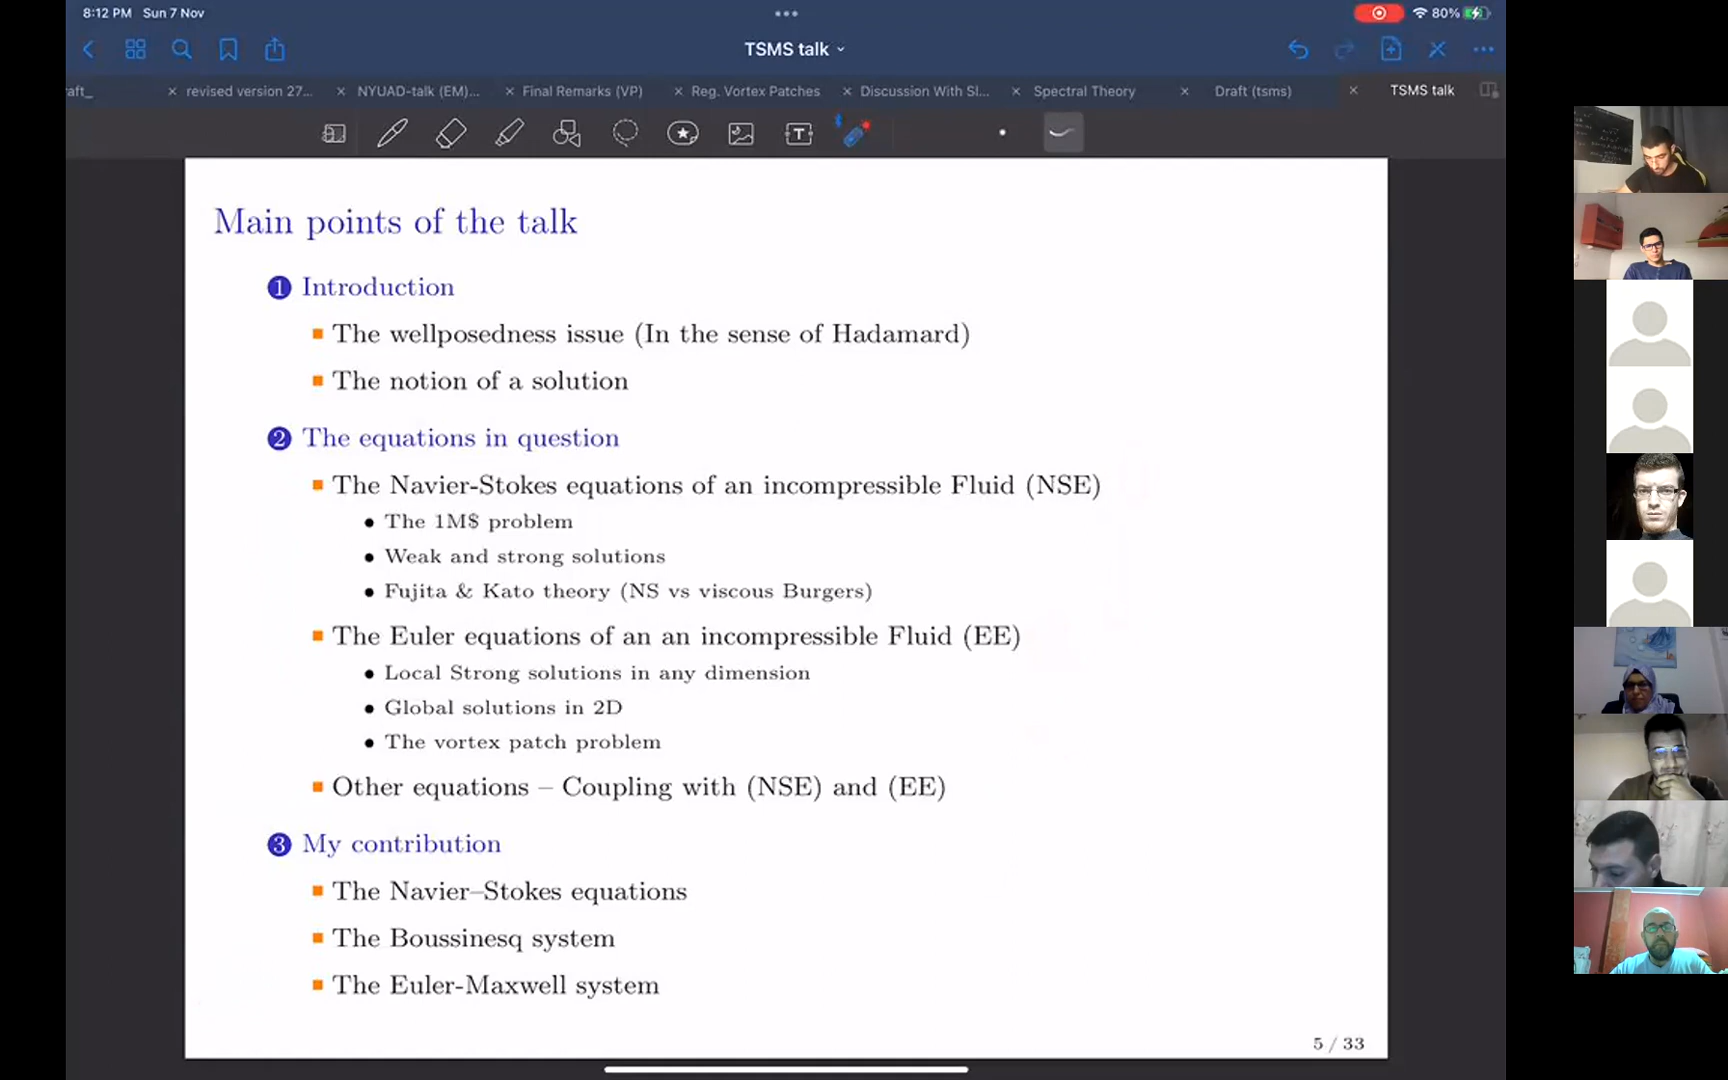 8:12 PM Sun 7 Nov
80%
TSMS talk
raft_
revised version 27...
NYUAD-talk (EM)...
Final Remarks (VP)
Reg. Vortex Patches
Discussion With Sl...
Spectral Theory
Draft (tsms)
TSMS talk
Main points of the talk
1 Introduction
The wellposedness issue (In the sense of Hadamard)
The notion of a solution
2 The equations in question
The Navier-Stokes equations of an incompressible Fluid (NSE)
The 1M$ problem
Weak and strong solutions
Fujita & Kato theory (NS vs viscous Burgers)
The Euler equations of an an incompressible Fluid (EE)
Local Strong solutions in any dimension
Global solutions in 2D
The vortex patch problem
Other equations – Coupling with (NSE) and (EE)
3 My contribution
The Navier–Stokes equations
The Boussinesq system
The Euler-Maxwell system
5 / 33